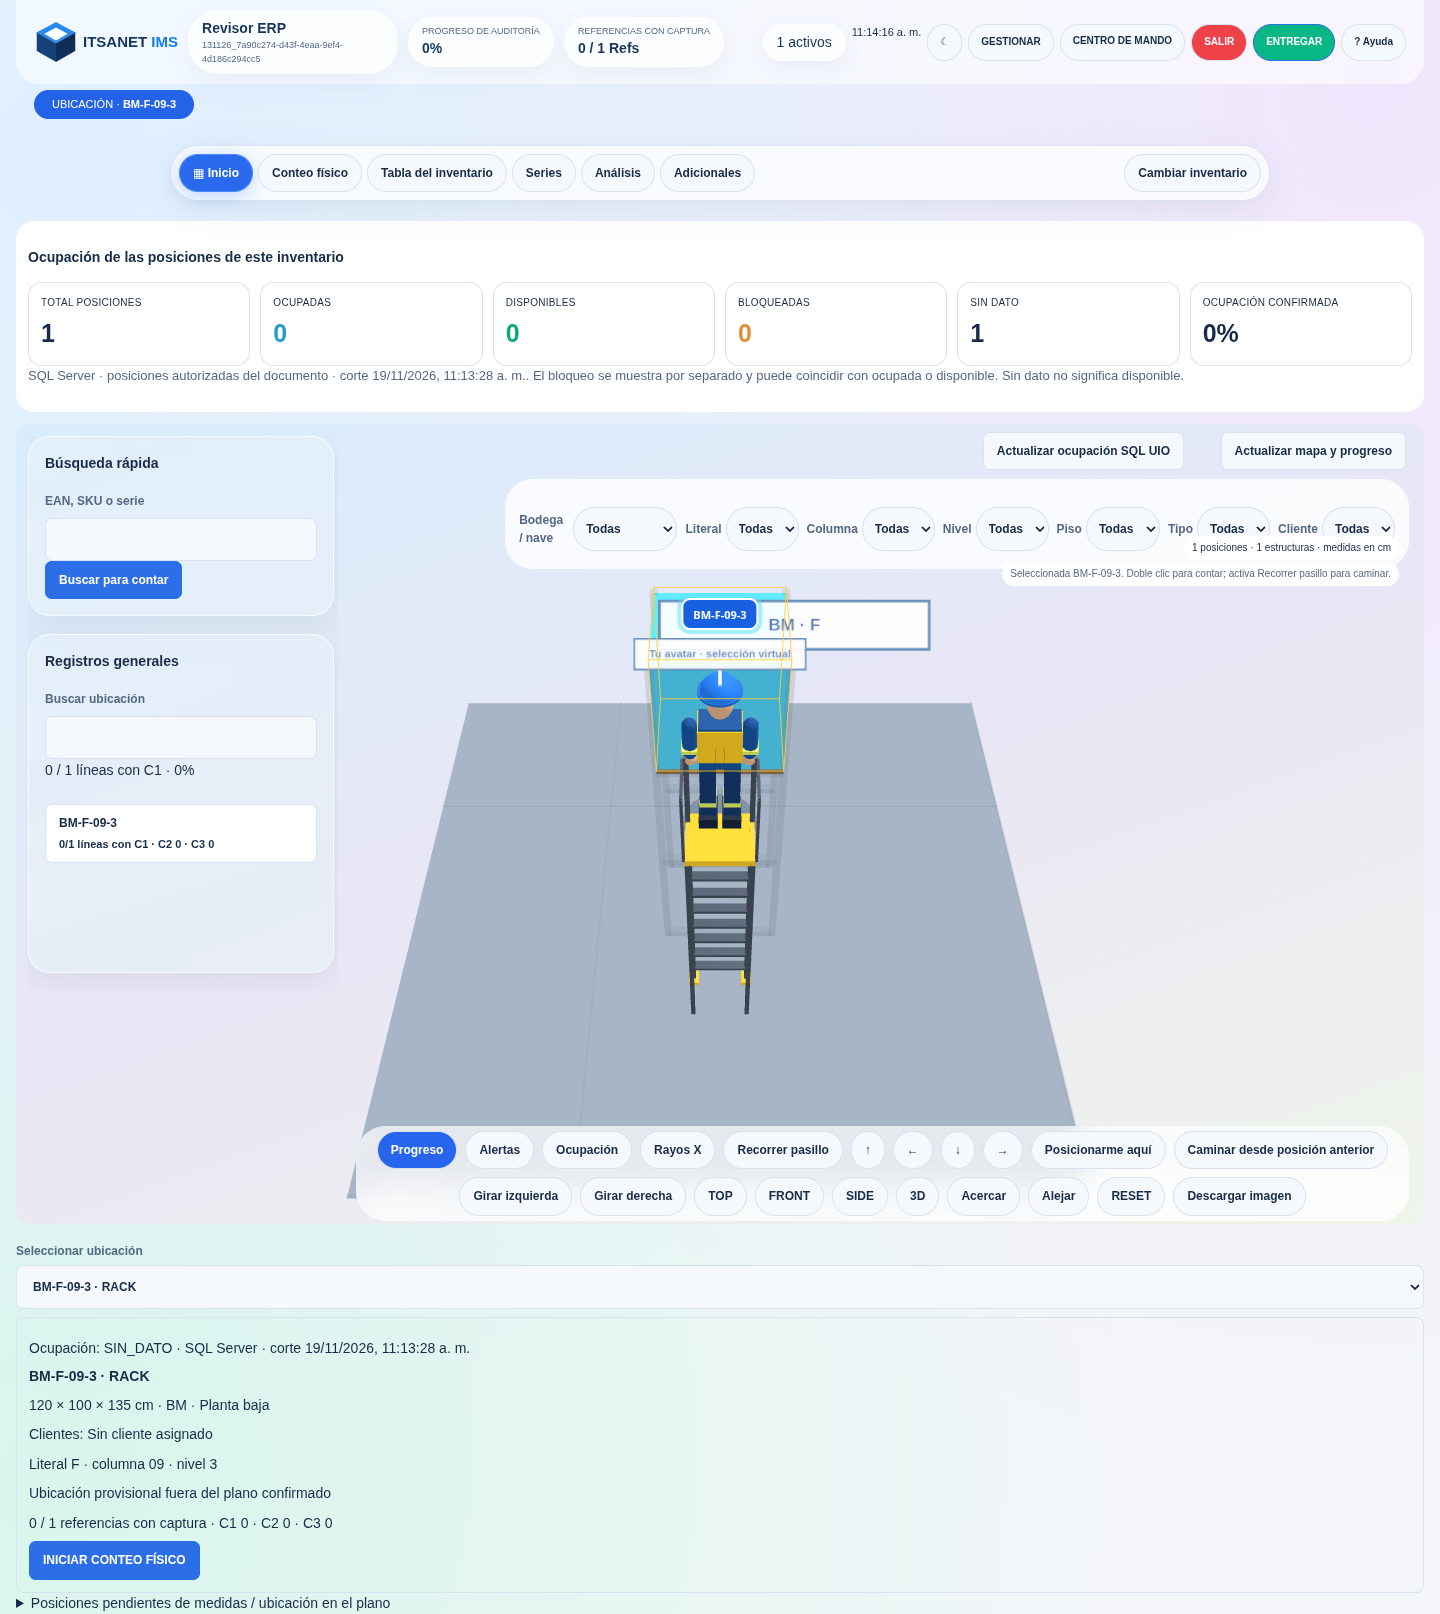 ITSANET IMS
Revisor ERP
131126_7a90c274-d43f-4eaa-9ef4-
4d186c294cc5
PROGRESO DE AUDITORÍA
0%
REFERENCIAS CON CAPTURA
0 / 1 Refs
1 activos
11:14:16 a. m.
☾
GESTIONAR
CENTRO DE MANDO
SALIR
ENTREGAR
? Ayuda
UBICACIÓN · BM-F-09-3
▦ Inicio
Conteo físico
Tabla del inventario
Series
Análisis
Adicionales
Cambiar inventario
Ocupación de las posiciones de este inventario
TOTAL POSICIONES
1
OCUPADAS
0
DISPONIBLES
0
BLOQUEADAS
0
SIN DATO
1
OCUPACIÓN CONFIRMADA
0%
SQL Server · posiciones autorizadas del documento · corte 19/11/2026, 11:13:28 a. m.. El bloqueo se muestra por separado y puede coincidir con ocupada o disponible. Sin dato no significa disponible.
Búsqueda rápida
EAN, SKU o serie
Buscar para contar
Registros generales
Buscar ubicación
0 / 1 líneas con C1 · 0%
BM-F-09-3
0/1 líneas con C1 · C2 0 · C3 0
Actualizar ocupación SQL UIO
Actualizar mapa y progreso
Bodega
/ nave
Todas
Literal
Todas
Columna
Todas
Nivel
Todas
Piso
Todas
Tipo
Todas
Cliente
Todas
1 posiciones · 1 estructuras · medidas en cm
Seleccionada BM-F-09-3. Doble clic para contar; activa Recorrer pasillo para caminar.
BM-F-09-3
BM · F
Tu avatar · selección virtual
Progreso
Alertas
Ocupación
Rayos X
Recorrer pasillo
↑
←
↓
→
Posicionarme aquí
Caminar desde posición anterior
Girar izquierda
Girar derecha
TOP
FRONT
SIDE
3D
Acercar
Alejar
RESET
Descargar imagen
Seleccionar ubicación
BM-F-09-3 · RACK
Ocupación: SIN_DATO · SQL Server · corte 19/11/2026, 11:13:28 a. m.
BM-F-09-3 · RACK
120 × 100 × 135 cm · BM · Planta baja
Clientes: Sin cliente asignado
Literal F · columna 09 · nivel 3
Ubicación provisional fuera del plano confirmado
0 / 1 referencias con captura · C1 0 · C2 0 · C3 0
INICIAR CONTEO FÍSICO
▶ Posiciones pendientes de medidas / ubicación en el plano